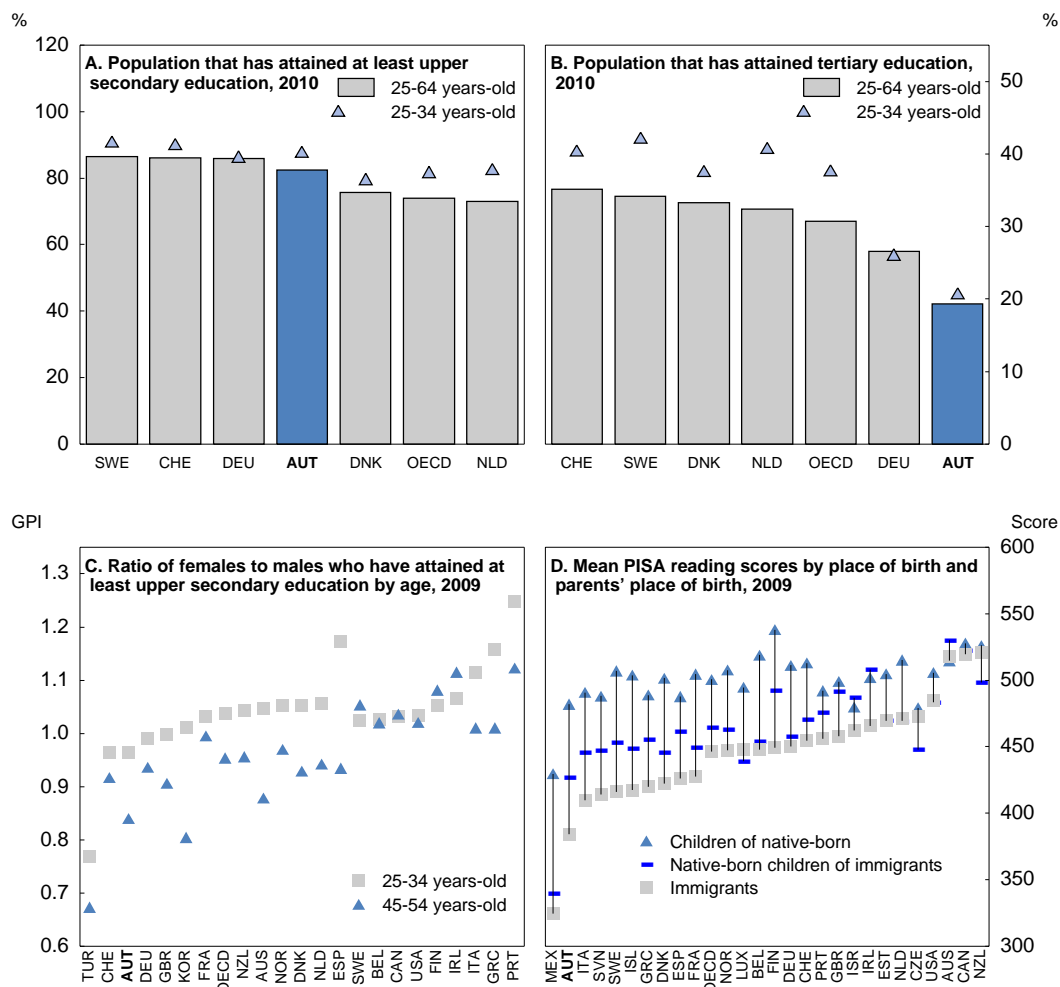 %
%
A. Population that has attained at least upper
secondary education, 2010
25-64 years-old
25-34 years-old
120
100
80
60
40
20
0
SWE CHE DEU AUT DNK OECD NLD
B. Population that has attained tertiary education,
2010
25-64 years-old
25-34 years-old
50
40
30
20
10
0
CHE SWE DNK NLD OECD DEU AUT
GPI
C. Ratio of females to males who have attained at
least upper secondary education by age, 2009
1.3
1.2
1.1
1.0
0.9
0.8
0.7
0.6
25-34 years-old
45-54 years-old
TUR CHE AUT DEU GBR KOR FRA OECD NZL AUS NOR DNK NLD ESP SWE BEL CAN USA FIN IRL ITA GRC PRT
Score
D. Mean PISA reading scores by place of birth and
parents' place of birth, 2009
600
550
500
450
400
350
300
Children of native-born
Native-born children of immigrants
Immigrants
MEX AUT ITA SVN SWE ISL GRC DNK ESP FRA OECD NOR LUX BEL FIN DEU CHE PRT GBR ISR IRL EST NLD CZE USA AUS CAN NZL